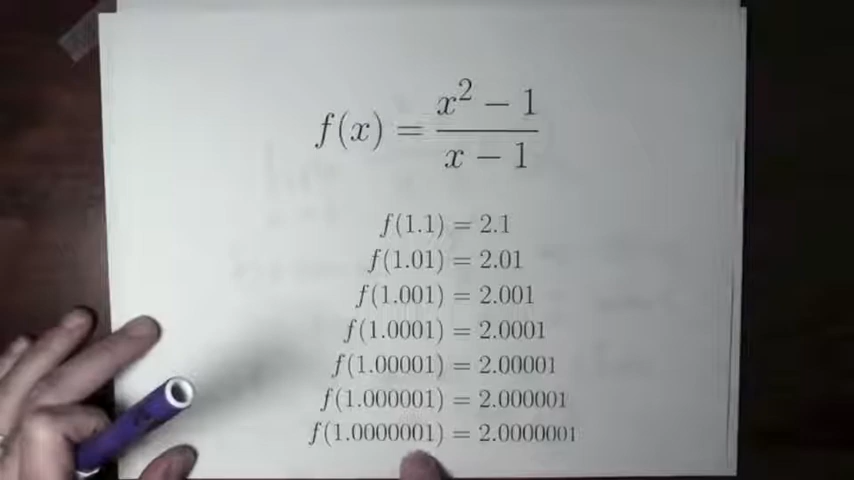 f(x) = \frac{x^2 - 1}{x - 1}
f(1.1) = 2.1
f(1.01) = 2.01
f(1.001) = 2.001
f(1.0001) = 2.0001
f(1.00001) = 2.00001
f(1.000001) = 2.000001
f(1.0000001) = 2.0000001